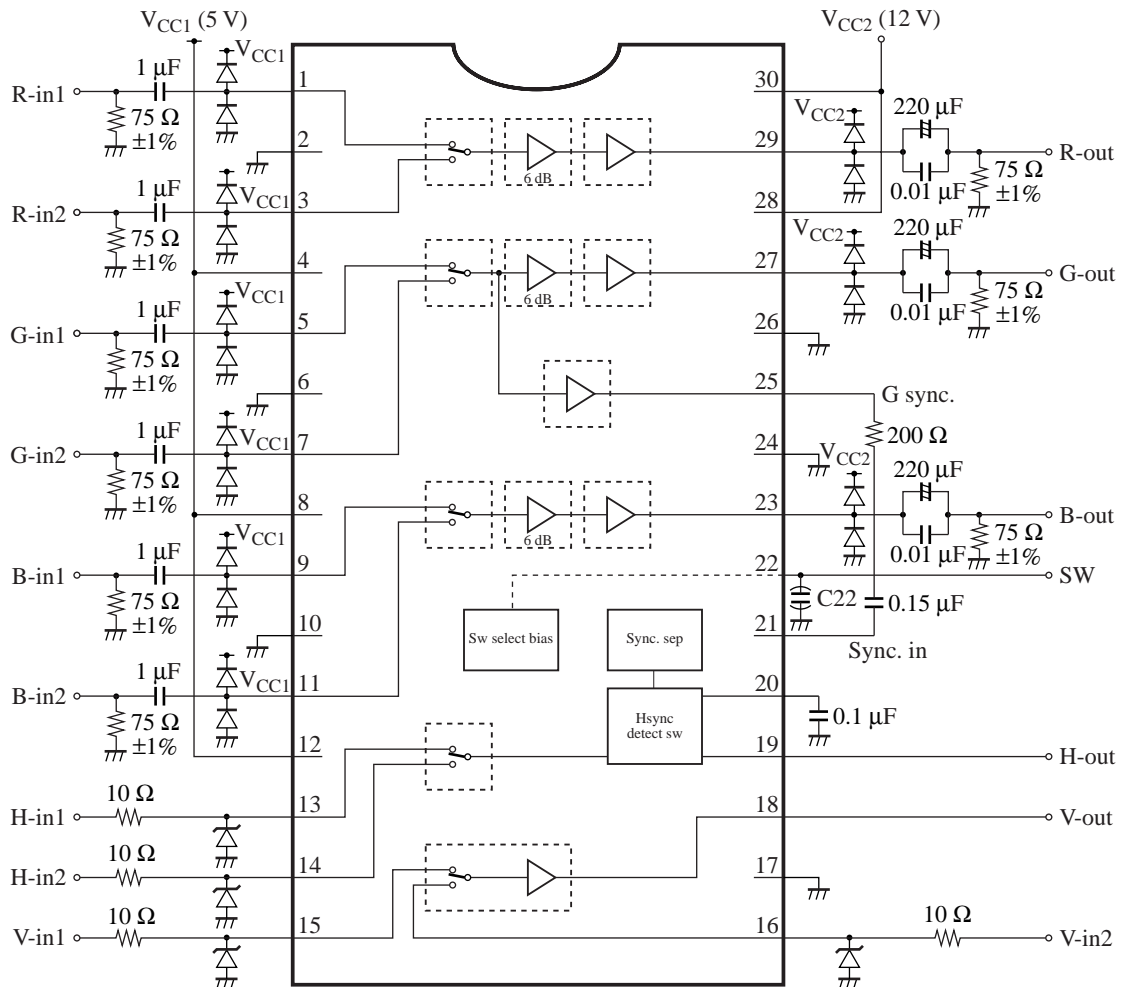 VCC1 (5 V)
VCC2 (12 V)
R-in1
1 μF
75 Ω
±1%
VCC1
1
2
R-in2
1 μF
75 Ω
±1%
VCC1
3
4
G-in1
1 μF
75 Ω
±1%
VCC1
5
6
G-in2
1 μF
75 Ω
±1%
VCC1
7
8
B-in1
1 μF
75 Ω
±1%
VCC1
9
10
B-in2
1 μF
75 Ω
±1%
VCC1
11
12
H-in1
10 Ω
13
H-in2
10 Ω
14
V-in1
10 Ω
15
6 dB
6 dB
6 dB
Sw select bias
Sync. sep
Hsync
detect sw
30
29
VCC2
220 μF
0.01 μF
75 Ω
±1%
R-out
28
27
VCC2
220 μF
0.01 μF
75 Ω
±1%
G-out
26
25
G sync.
200 Ω
24
23
VCC2
220 μF
0.01 μF
75 Ω
±1%
B-out
22
SW
C22
0.15 μF
21
Sync. in
20
0.1 μF
19
H-out
18
V-out
17
16
10 Ω
V-in2